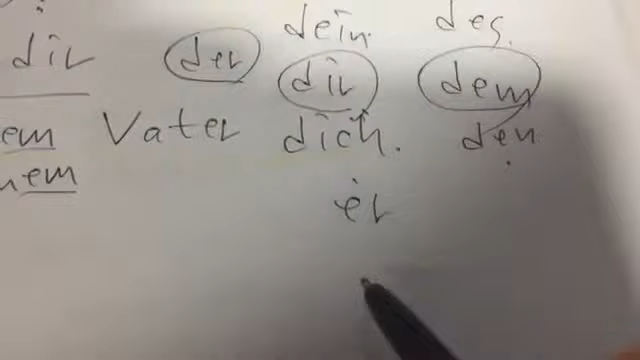 dein des.
dir der dir dem
em Vater dich. den
nem er